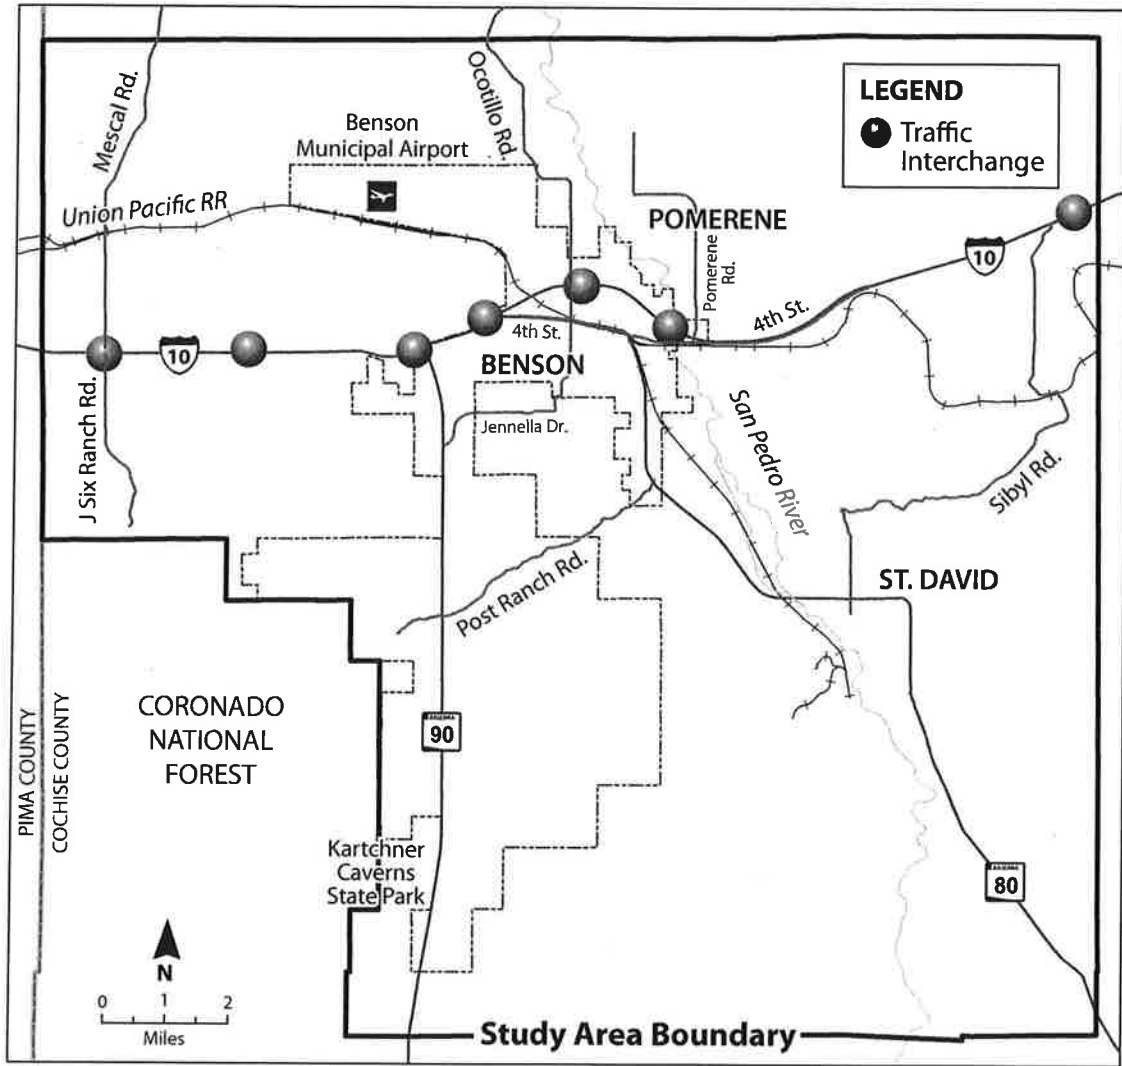 Mescal Rd.
Ocotillo Rd.
LEGEND
Traffic
Interchange
Benson
Municipal Airport
Union Pacific RR
POMERENE
Pomerene
Rd.
10
4th St.
4th St.
10
BENSON
J Six Ranch Rd.
Jennella Dr.
San Pedro River
Sibyl Rd.
Post Ranch Rd.
ST. DAVID
CORONADO
NATIONAL
FOREST
PIMA COUNTY
COCHISE COUNTY
ARIZONA
90
Kartchner
Caverns
State Park
ARIZONA
80
N
0 1 2
Miles
Study Area Boundary